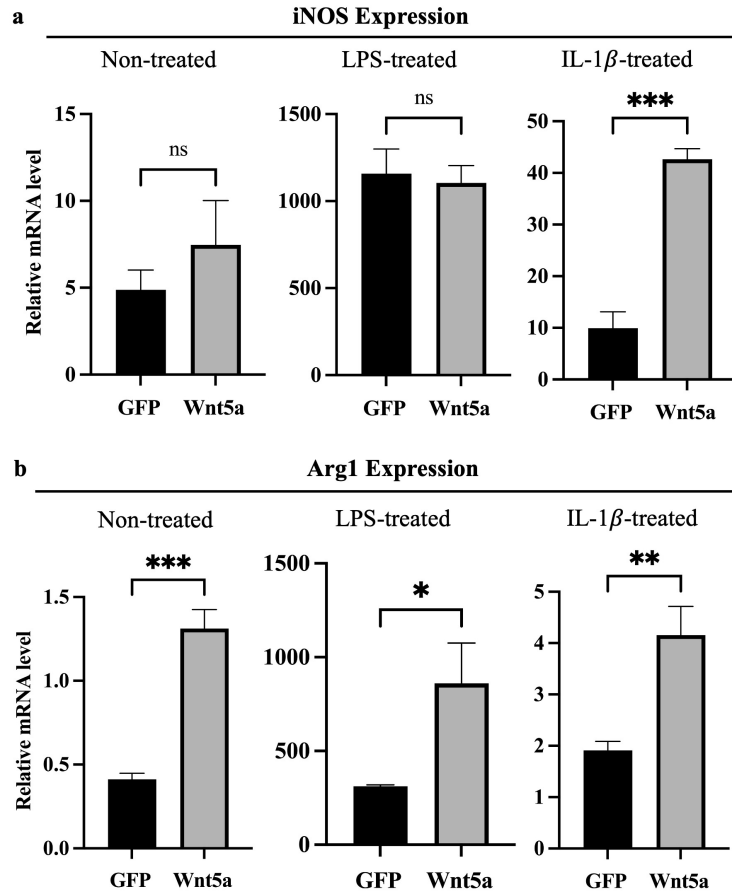 a
iNOS Expression
Non-treated
LPS-treated
IL-1β-treated
Relative mRNA level
15
10
5
0
ns
GFP
Wnt5a
1500
1000
500
0
ns
GFP
Wnt5a
50
40
30
20
10
0
***
GFP
Wnt5a
b
Arg1 Expression
Non-treated
LPS-treated
IL-1β-treated
Relative mRNA level
1.5
1.0
0.5
0.0
***
GFP
Wnt5a
1500
1000
500
0
*
GFP
Wnt5a
5
4
3
2
1
0
**
GFP
Wnt5a